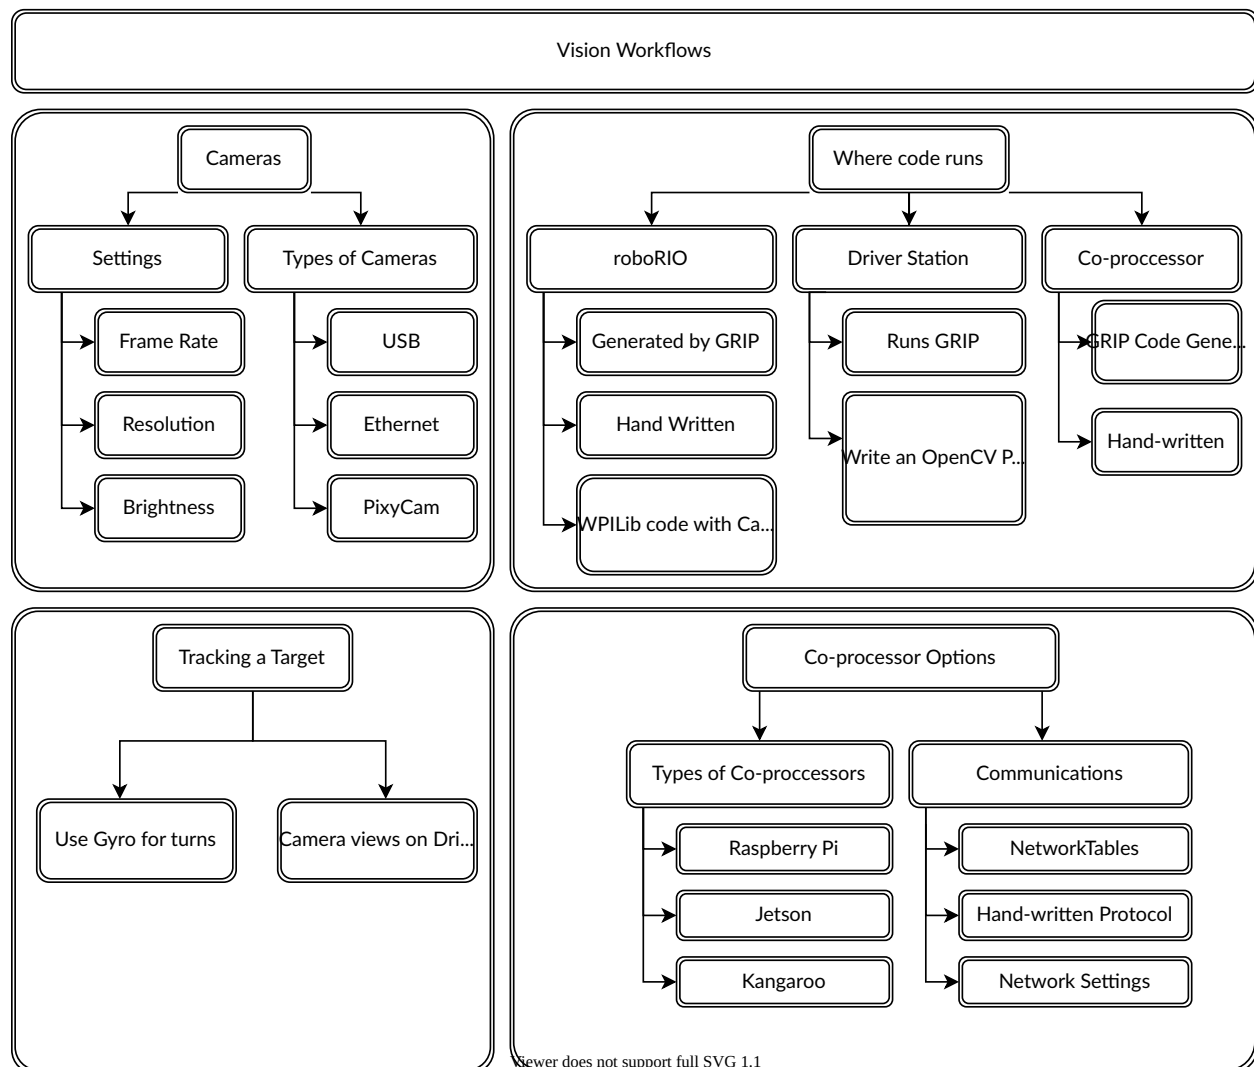 Vision Workflows
Cameras
Settings
Types of Cameras
Frame Rate
USB
Resolution
Ethernet
Brightness
PixyCam
Where code runs
roboRIO
Driver Station
Co-proccessor
Generated by GRIP
Runs GRIP
GRIP Code Gene...
Hand Written
Write an OpenCV P...
Hand-written
WPILib code with Ca...
Tracking a Target
Use Gyro for turns
Camera views on Dri...
Co-processor Options
Types of Co-proccessors
Communications
Raspberry Pi
NetworkTables
Jetson
Hand-written Protocol
Kangaroo
Network Settings
Viewer does not support full SVG 1.1